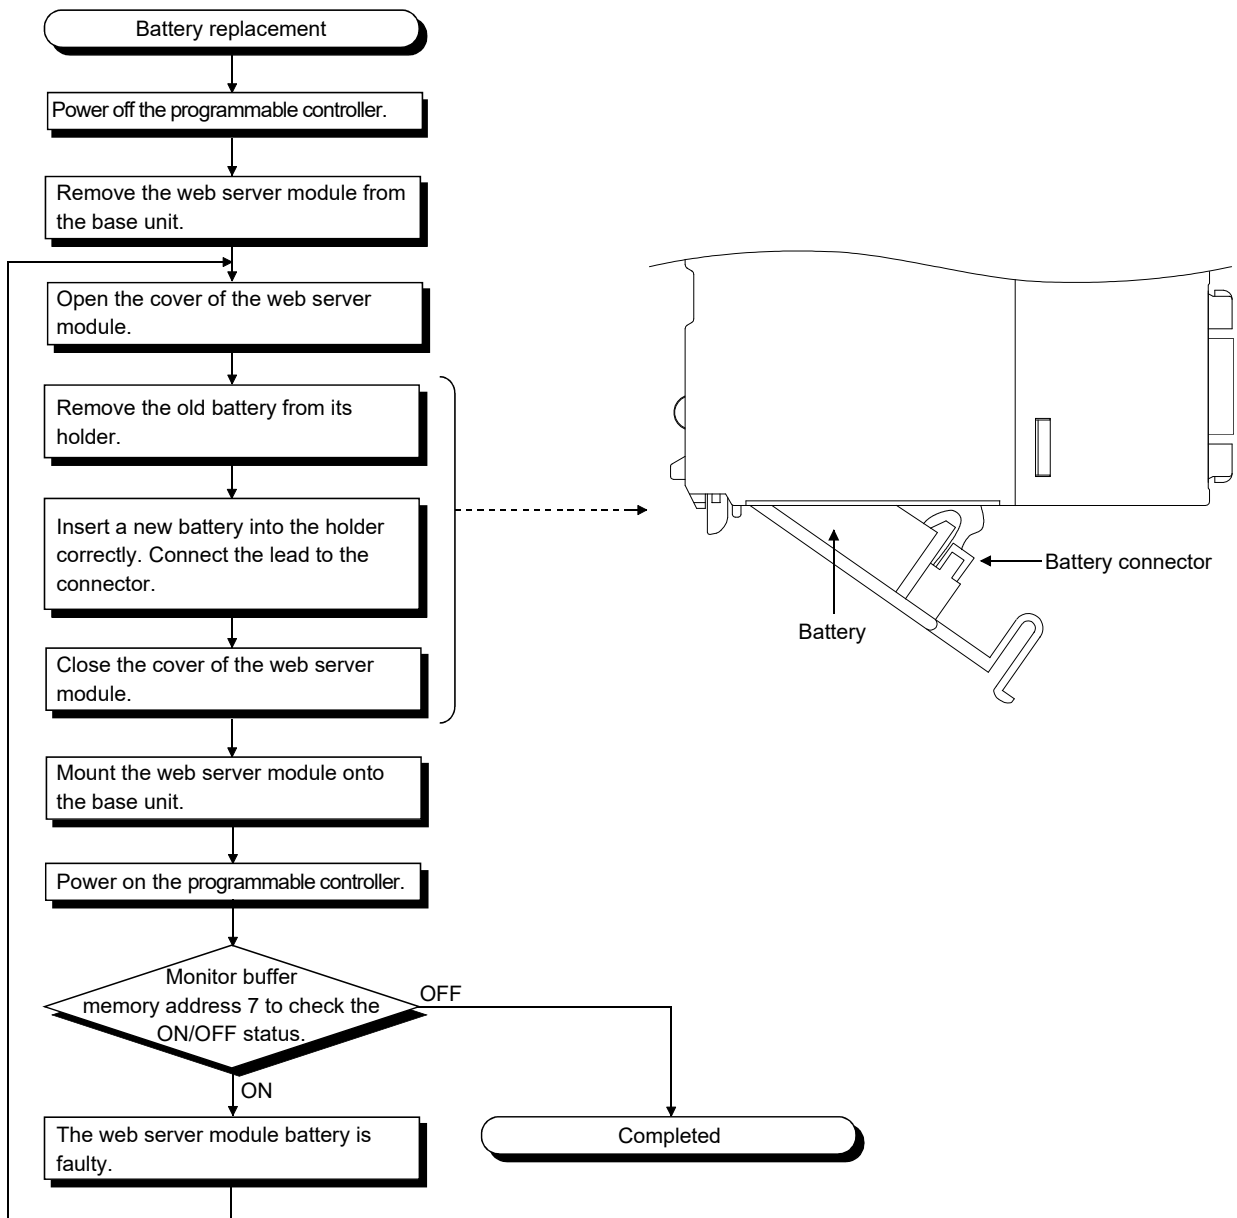 Battery replacement
Power off the programmable controller.
Remove the web server module from
the base unit.
Open the cover of the web server
module.
Remove the old battery from its
holder.
Insert a new battery into the holder
correctly. Connect the lead to the
connector.
Close the cover of the web server
module.
Mount the web server module onto
the base unit.
Power on the programmable controller.
Monitor buffer
memory address 7 to check the
ON/OFF status.
OFF
ON
The web server module battery is
faulty.
Completed
Battery connector
Battery